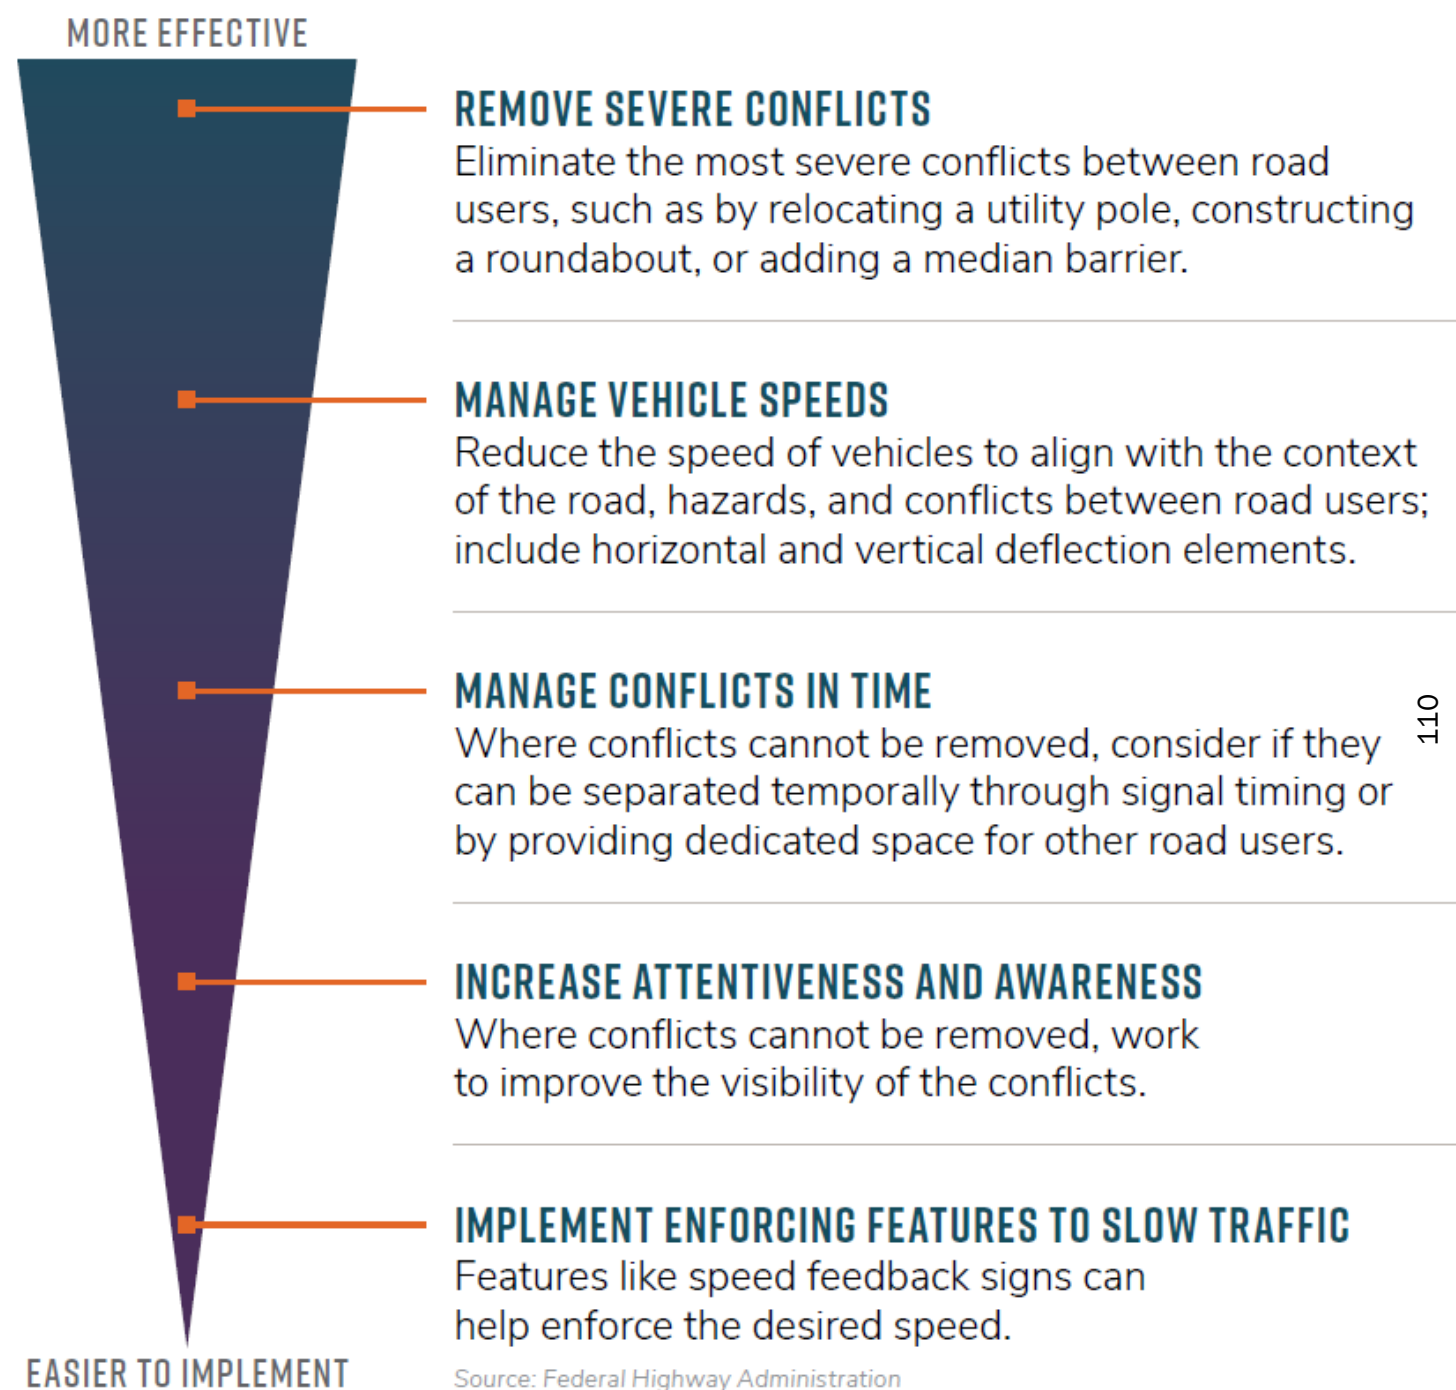 MORE EFFECTIVE
REMOVE SEVERE CONFLICTS
Eliminate the most severe conflicts between road
users, such as by relocating a utility pole, constructing
a roundabout, or adding a median barrier.
MANAGE VEHICLE SPEEDS
Reduce the speed of vehicles to align with the context
of the road, hazards, and conflicts between road users;
include horizontal and vertical deflection elements.
MANAGE CONFLICTS IN TIME
Where conflicts cannot be removed, consider if they
can be separated temporally through signal timing or
by providing dedicated space for other road users.
110
INCREASE ATTENTIVENESS AND AWARENESS
Where conflicts cannot be removed, work
to improve the visibility of the conflicts.
IMPLEMENT ENFORCING FEATURES TO SLOW TRAFFIC
Features like speed feedback signs can
help enforce the desired speed.
EASIER TO IMPLEMENT
Source: Federal Highway Administration